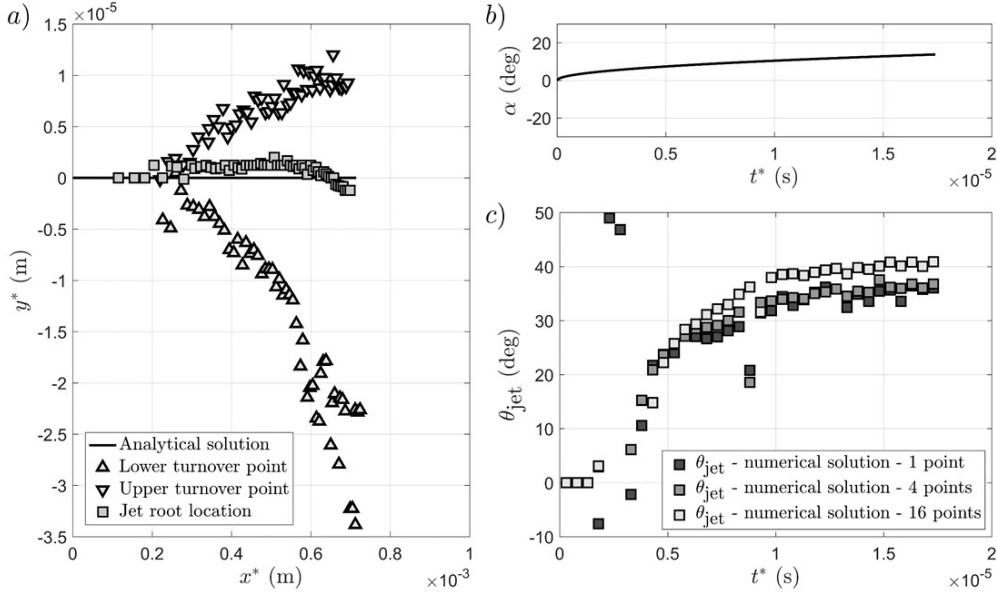 a)
×10⁻⁵
1.5
1
0.5
0
-0.5
-1
-1.5
-2
-2.5
-3
-3.5
y* (m)
Analytical solution
Lower turnover point
Upper turnover point
Jet root location
0 0.2 0.4 0.6 0.8 1
x* (m)
×10⁻³
b)
20
0
-20
α (deg)
0 0.5 1 1.5 2
t* (s)
×10⁻⁵
c)
50
40
30
20
10
0
-10
θjet (deg)
θjet - numerical solution - 1 point
θjet - numerical solution - 4 points
θjet - numerical solution - 16 points
0 0.5 1 1.5 2
t* (s)
×10⁻⁵